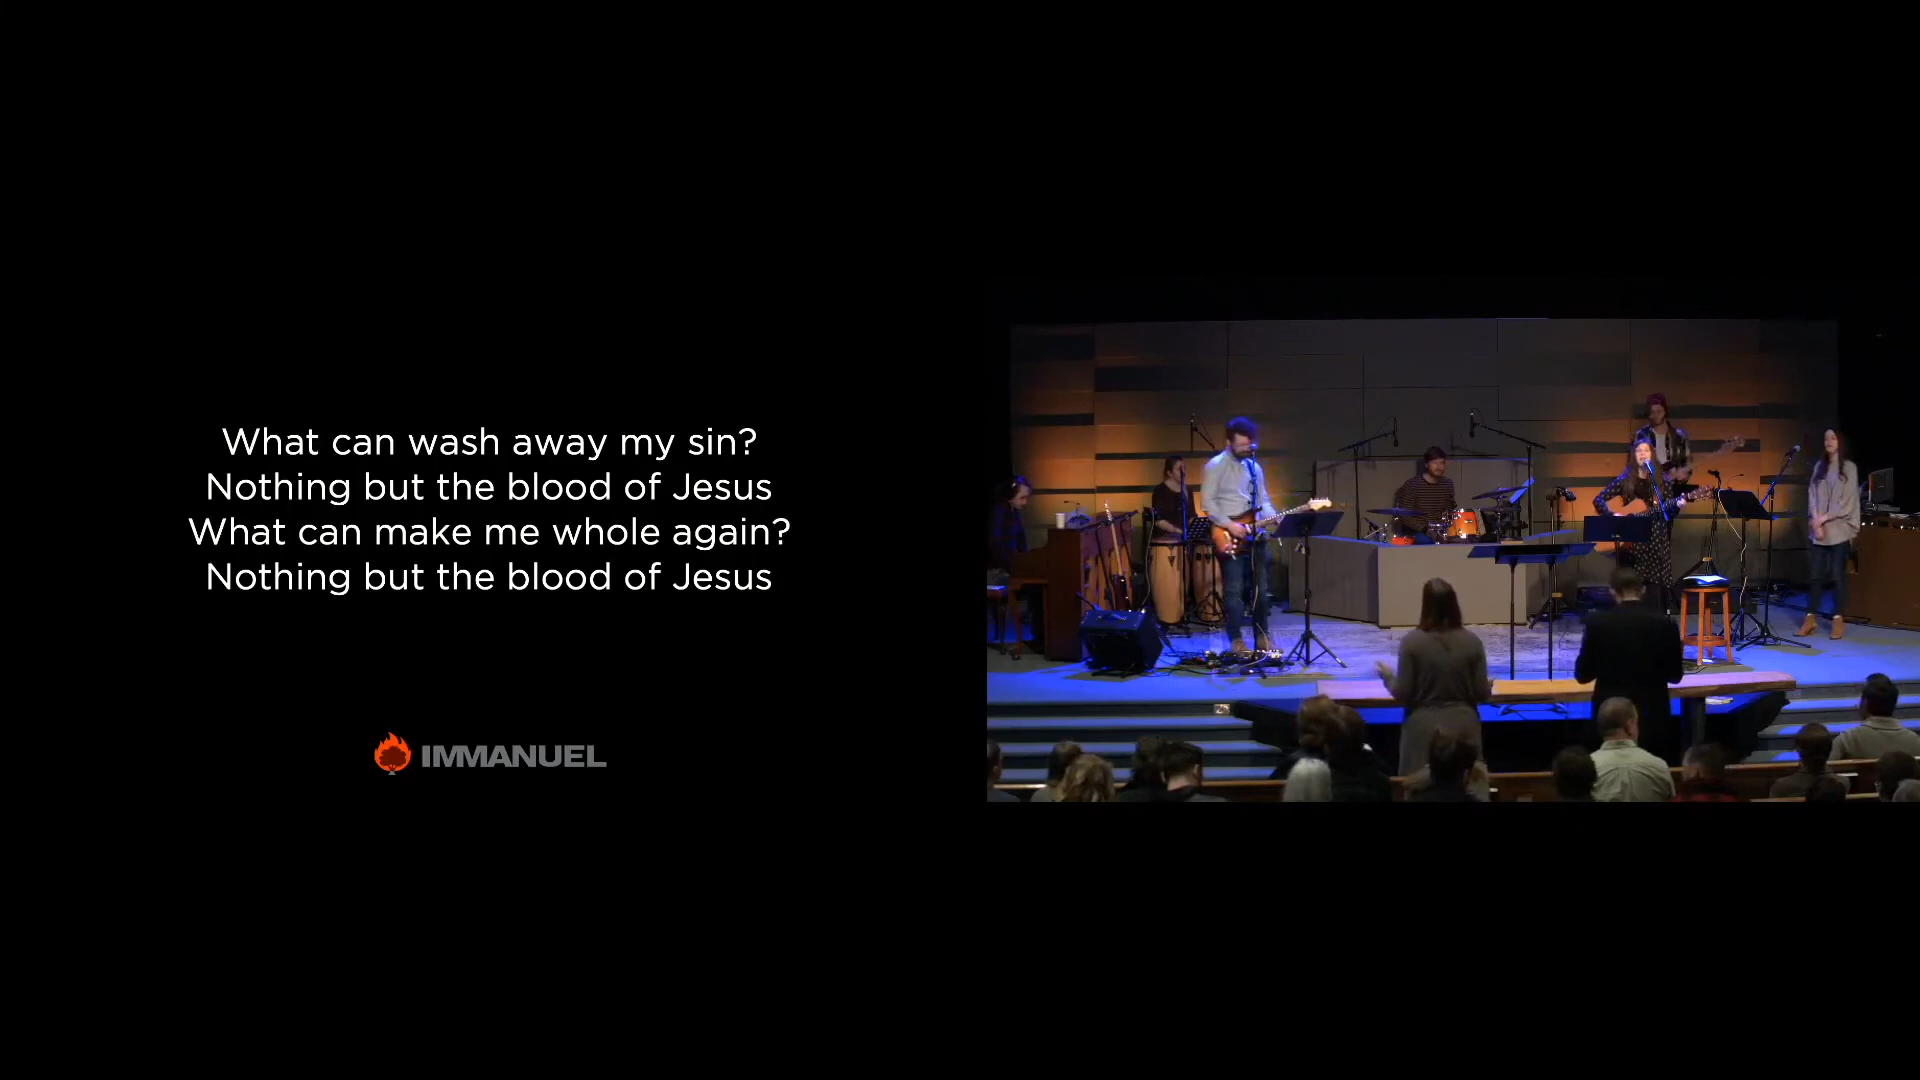 What can wash away my sin?
Nothing but the blood of Jesus
What can make me whole again?
Nothing but the blood of Jesus
IMMANUEL